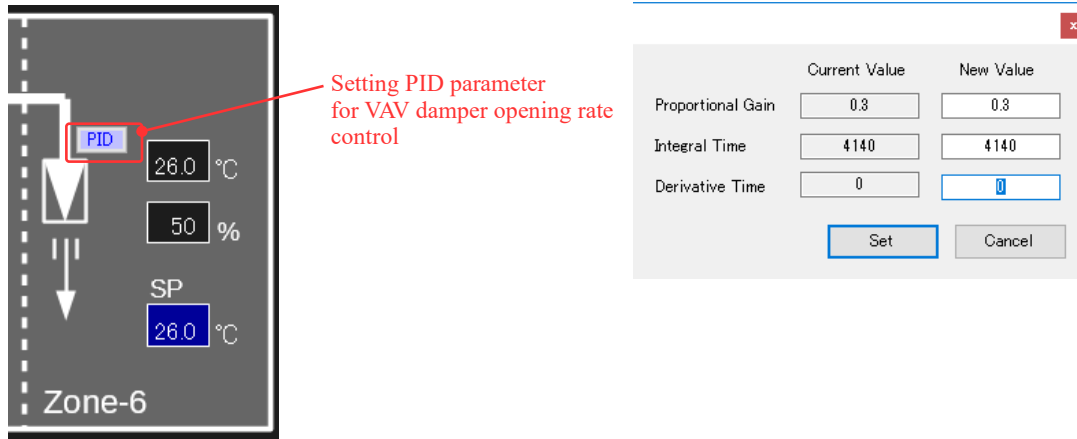 PID
26.0 °C
50 %
SP
26.0 °C
Zone-6
Setting PID parameter
for VAV damper opening rate
control
x
Current Value New Value
Proportional Gain 0.3 0.3
Integral Time 4140 4140
Derivative Time 0 0
Set Cancel